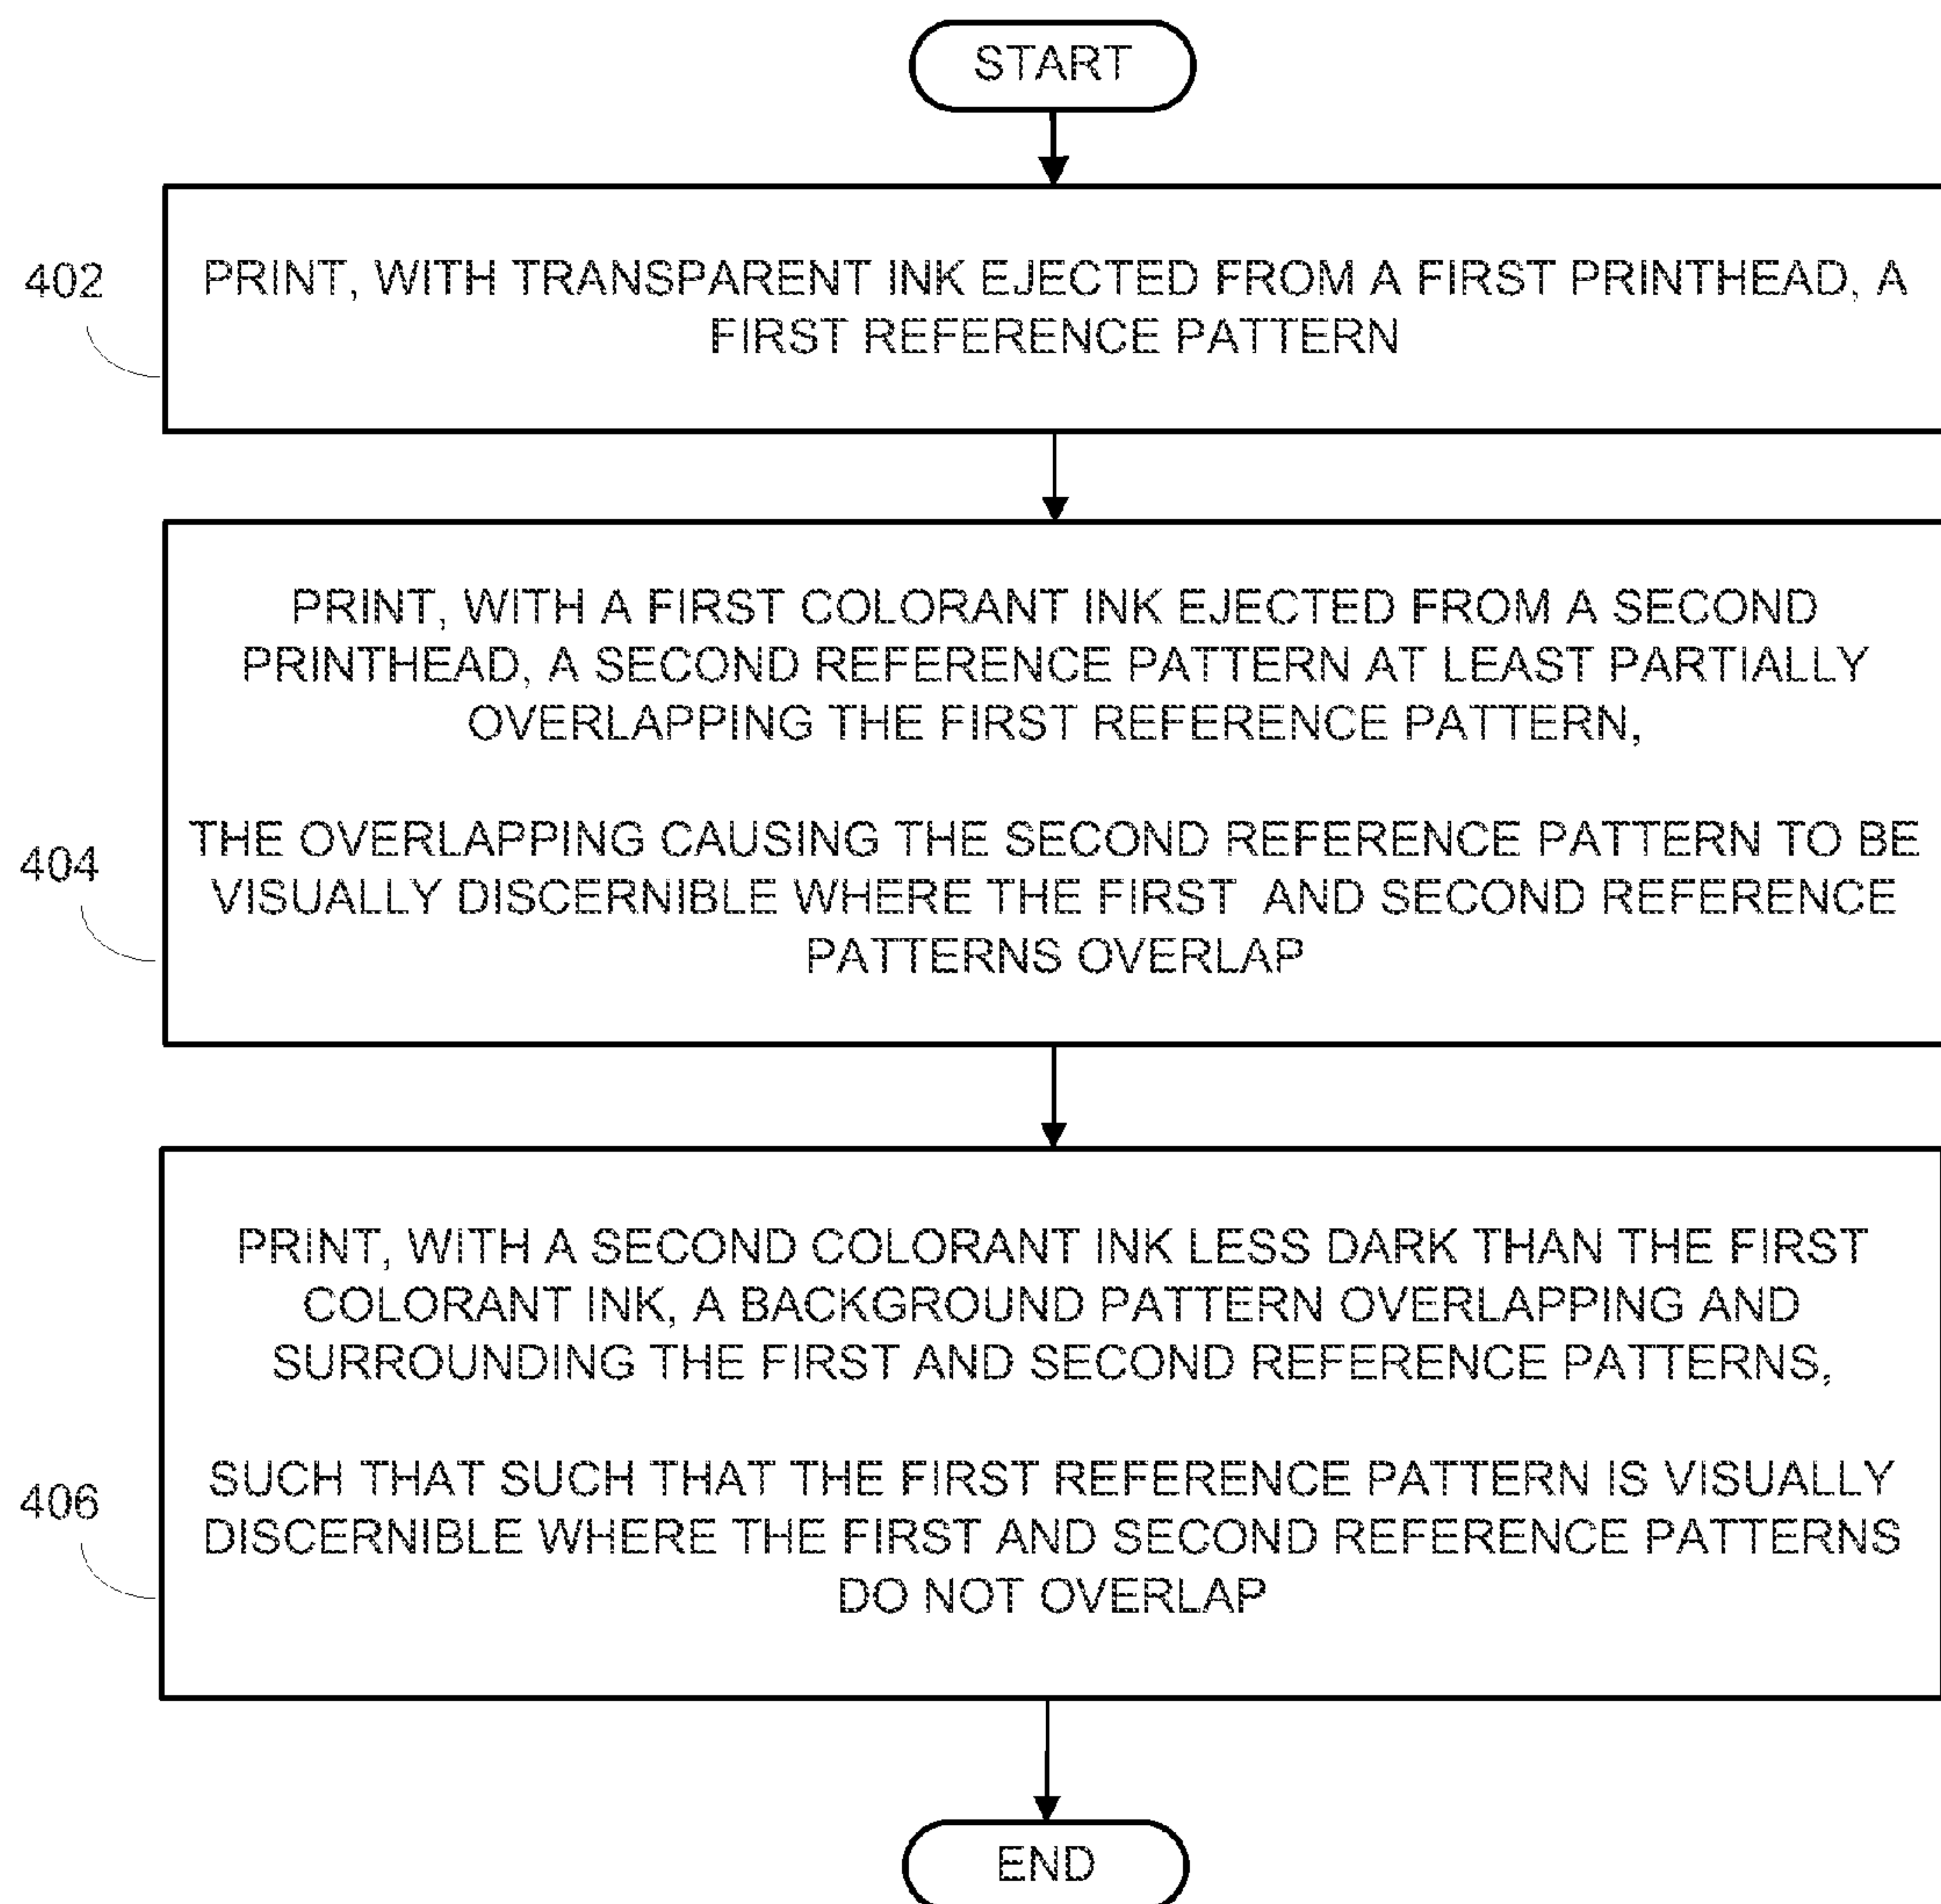 START
402
PRINT, WITH TRANSPARENT INK EJECTED FROM A FIRST PRINTHEAD, A
FIRST REFERENCE PATTERN
404
PRINT, WITH A FIRST COLORANT INK EJECTED FROM A SECOND
PRINTHEAD, A SECOND REFERENCE PATTERN AT LEAST PARTIALLY
OVERLAPPING THE FIRST REFERENCE PATTERN,
THE OVERLAPPING CAUSING THE SECOND REFERENCE PATTERN TO BE
VISUALLY DISCERNIBLE WHERE THE FIRST AND SECOND REFERENCE
PATTERNS OVERLAP
406
PRINT, WITH A SECOND COLORANT INK LESS DARK THAN THE FIRST
COLORANT INK, A BACKGROUND PATTERN OVERLAPPING AND
SURROUNDING THE FIRST AND SECOND REFERENCE PATTERNS,
SUCH THAT SUCH THAT THE FIRST REFERENCE PATTERN IS VISUALLY
DISCERNIBLE WHERE THE FIRST AND SECOND REFERENCE PATTERNS
DO NOT OVERLAP
END